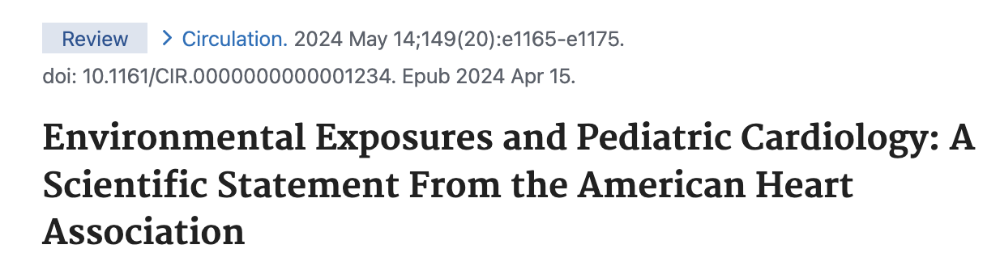 Review > Circulation. 2024 May 14;149(20):e1165-e1175.
doi: 10.1161/CIR.0000000000001234. Epub 2024 Apr 15.
Environmental Exposures and Pediatric Cardiology: A
Scientific Statement From the American Heart
Association